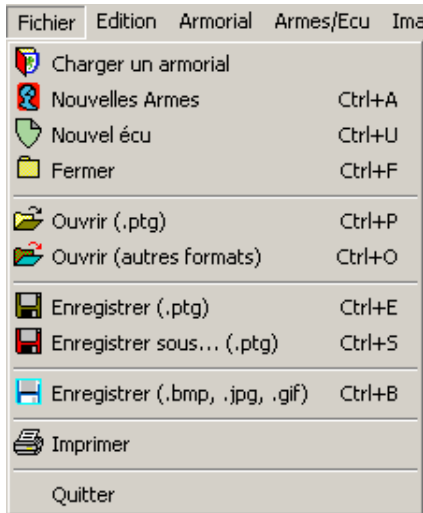 Fichier Edition Armorial Armes/Ecu Ima
Charger un armorial
Nouvelles Armes Ctrl+A
Nouvel écu Ctrl+U
Fermer Ctrl+F
Ouvrir (.ptg) Ctrl+P
Ouvrir (autres formats) Ctrl+O
Enregistrer (.ptg) Ctrl+E
Enregistrer sous... (.ptg) Ctrl+S
Enregistrer (.bmp, .jpg, .gif) Ctrl+B
Imprimer
Quitter